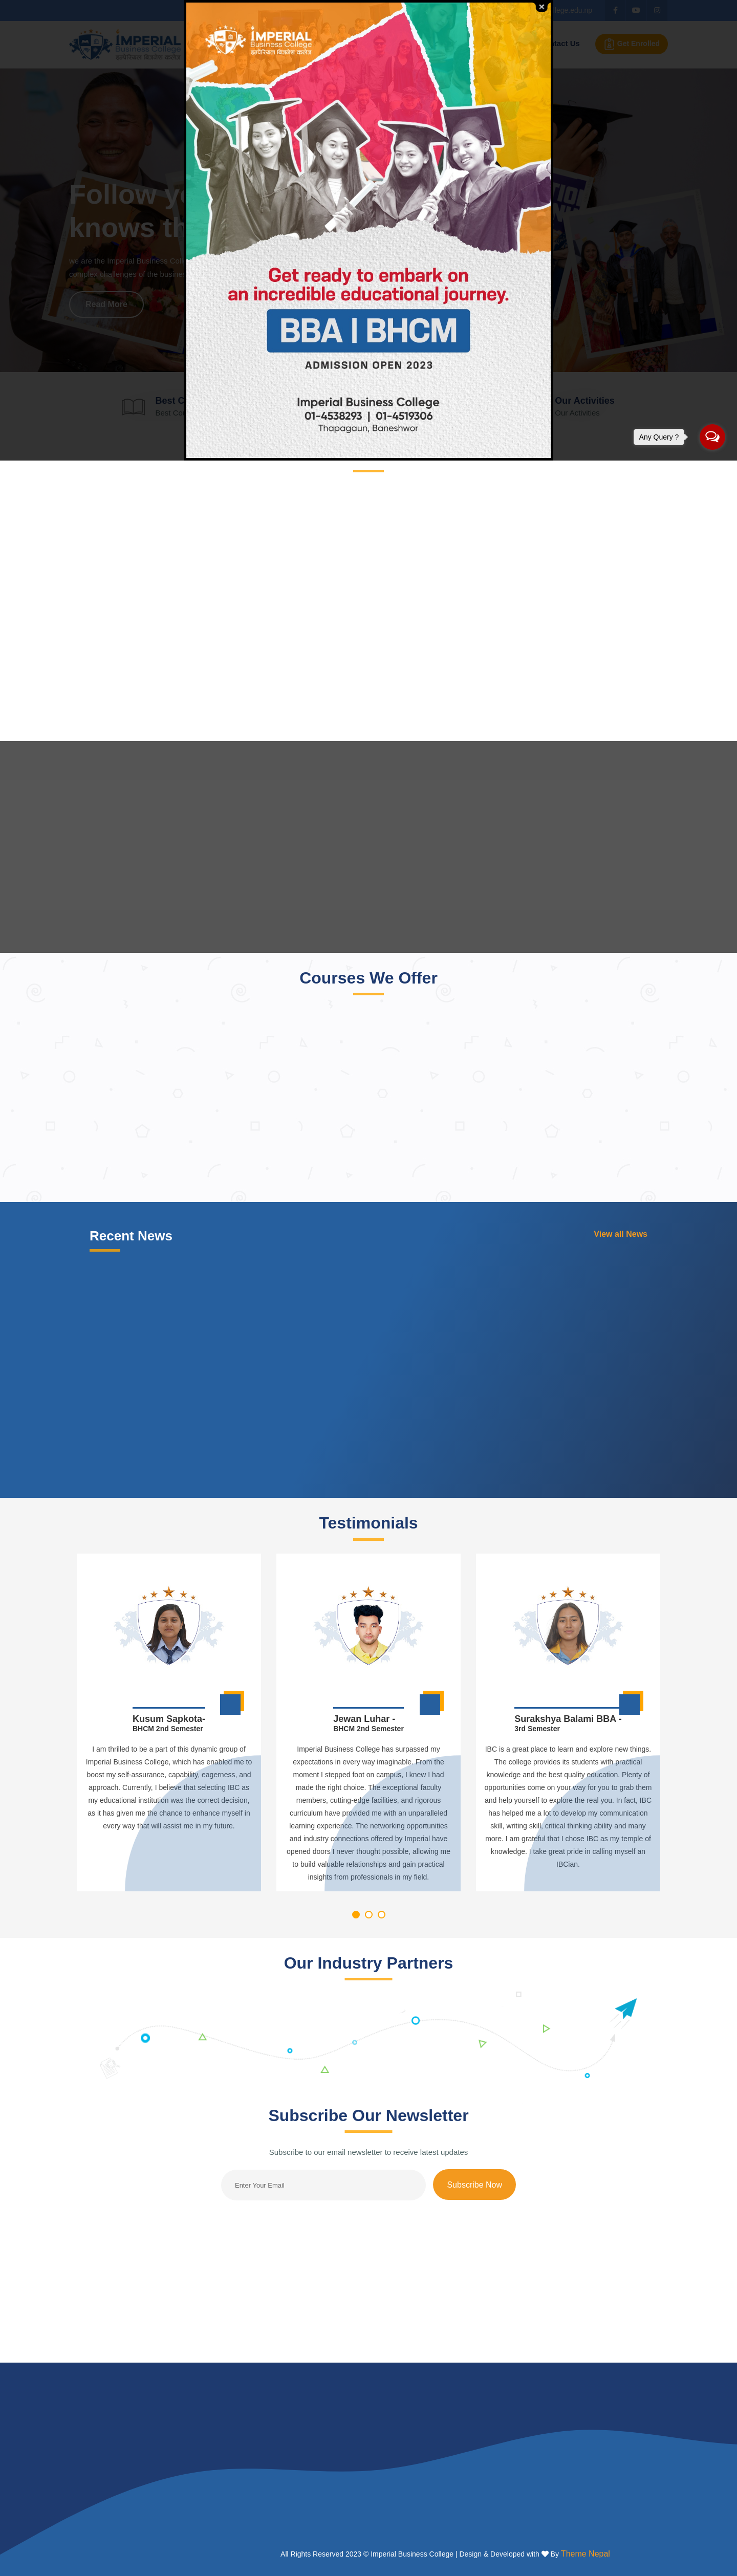 IMPERIAL
Contact Us
Get Enrolled
IMPERIAL
Business College
इम्पेरियल बिजनेस कलेज
Follow yo
knows th
we are the Imperial Business Coll
complex challenges of the busine
Read More
Get ready to embark on
an incredible educational journey.
BBA | BHCM
ADMISSION OPEN 2023
Imperial Business College
01-4538293 | 01-4519306
Thapagaun, Baneshwor
Best C
Best Co
Our Activities
Our Activities
Any Query ?
Courses We Offer
Recent News
View all News
Testimonials
Kusum Sapkota-
BHCM 2nd Semester
I am thrilled to be a part of this dynamic group of
Imperial Business College, which has enabled me to
boost my self-assurance, capability, eagerness, and
approach. Currently, I believe that selecting IBC as
my educational institution was the correct decision,
as it has given me the chance to enhance myself in
every way that will assist me in my future.
Jewan Luhar -
BHCM 2nd Semester
Imperial Business College has surpassed my
expectations in every way imaginable. From the
moment I stepped foot on campus, I knew I had
made the right choice. The exceptional faculty
members, cutting-edge facilities, and rigorous
curriculum have provided me with an unparalleled
learning experience. The networking opportunities
and industry connections offered by Imperial have
opened doors I never thought possible, allowing me
to build valuable relationships and gain practical
insights from professionals in my field.
Surakshya Balami BBA -
3rd Semester
IBC is a great place to learn and explore new things.
The college provides its students with practical
knowledge and the best quality education. Plenty of
opportunities come on your way for you to grab them
and help yourself to explore the real you. In fact, IBC
has helped me a lot to develop my communication
skill, writing skill, critical thinking ability and many
more. I am grateful that I chose IBC as my temple of
knowledge. I take great pride in calling myself an
IBCian.
Our Industry Partners
Subscribe Our Newsletter
Subscribe to our email newsletter to receive latest updates
Enter Your Email
Subscribe Now
All Rights Reserved 2023 © Imperial Business College | Design & Developed with ❤ By Theme Nepal